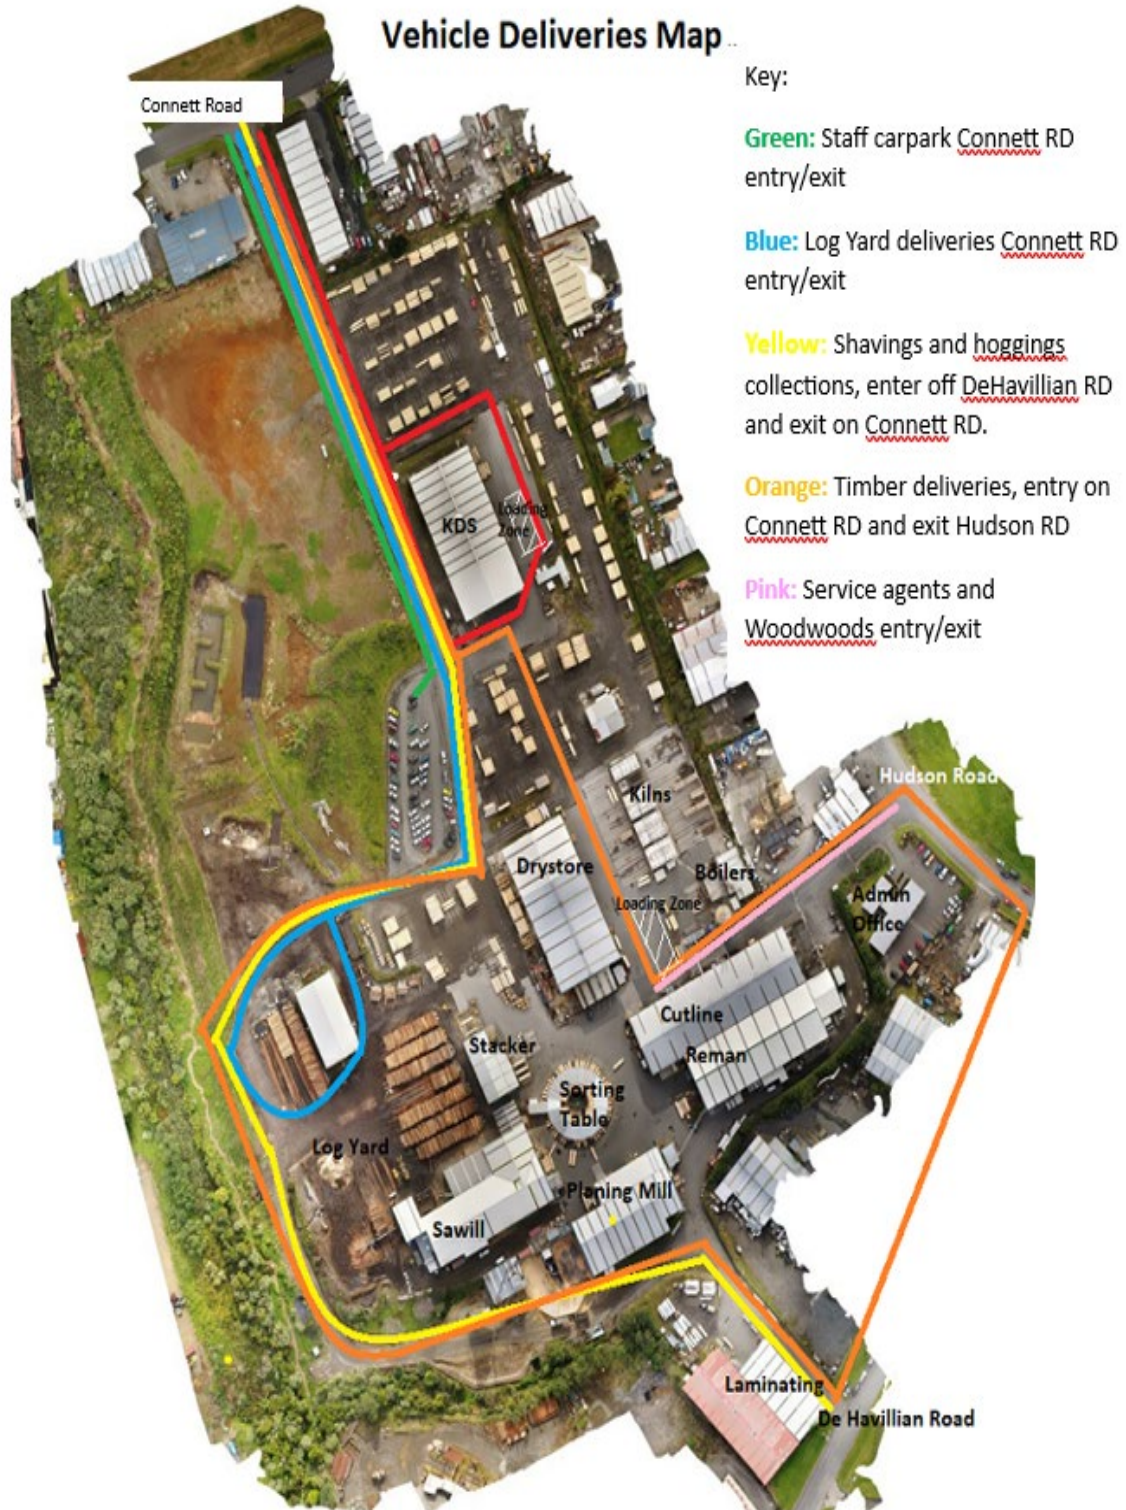 Vehicle Deliveries Map ..
Connett Road
Key:
Green: Staff carpark Connett RD
entry/exit
Blue: Log Yard deliveries Connett RD
entry/exit
Yellow: Shavings and hoggings
collections, enter off DeHavillian RD
and exit on Connett RD.
Orange: Timber deliveries, entry on
Connett RD and exit Hudson RD
Pink: Service agents and
Woodwoods entry/exit
KDS
Loading
Zone
Hudson Road
Kilns
Drystore
Boilers
Loading Zone
Admin
Office
Cutline
Stacker
Reman
Sorting
Table
Log Yard
Planing Mill
Sawill
Laminating
De Havillian Road